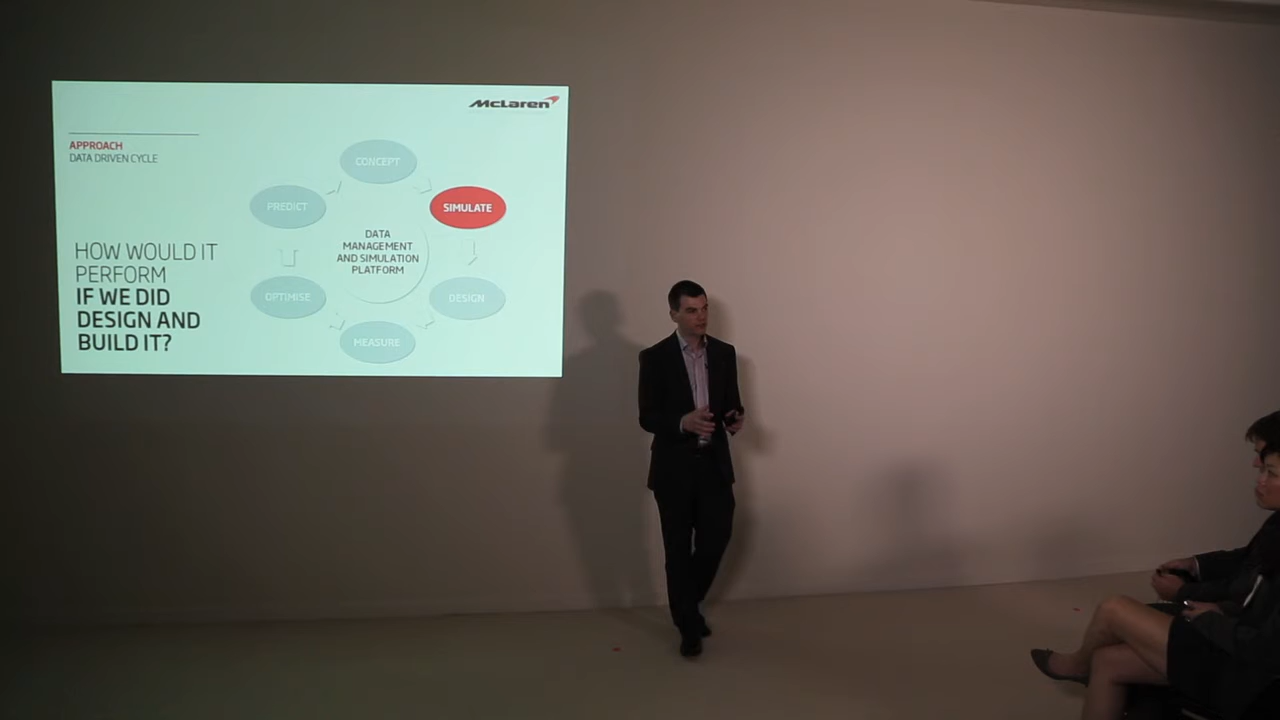 McLaren
APPROACH
DATA DRIVEN CYCLE
CONCEPT
PREDICT
SIMULATE
DATA
MANAGEMENT
AND SIMULATION
PLATFORM
HOW WOULD IT
PERFORM
IF WE DID
DESIGN AND
BUILD IT?
OPTIMISE
DESIGN
MEASURE